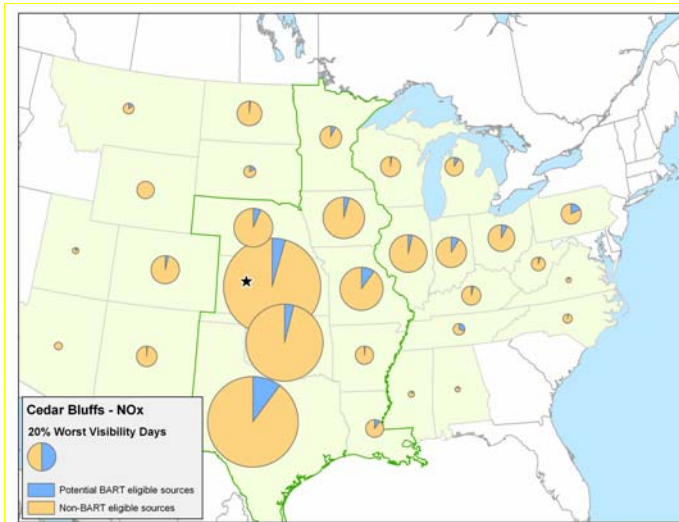 Cedar Bluffs - NOx
20% Worst Visibility Days
Potential BART eligible sources
Non-BART eligible sources